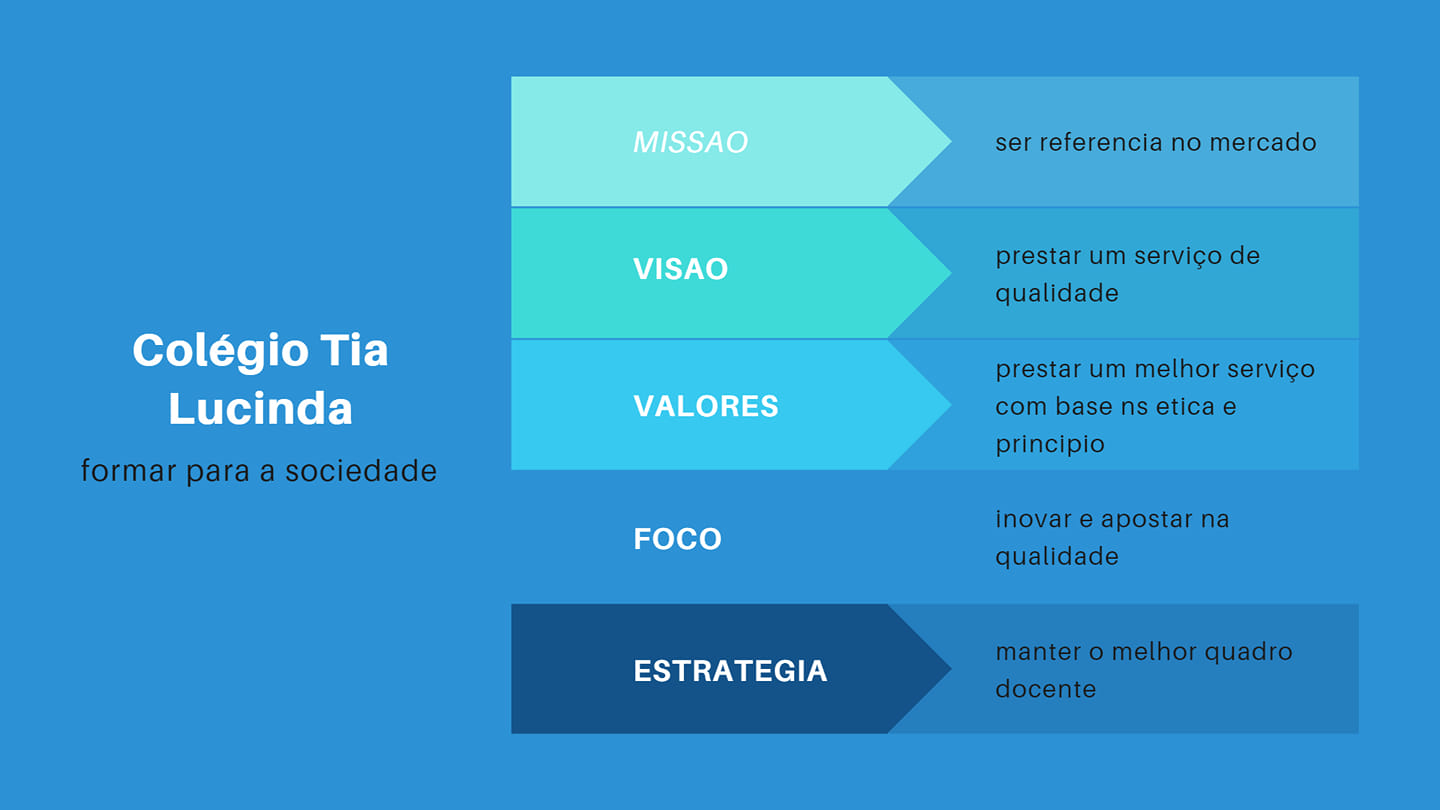 Colégio Tia
Lucinda
formar para a sociedade
MISSAO
ser referencia no mercado
VISAO
prestar um serviço de
qualidade
VALORES
prestar um melhor serviço
com base ns etica e
principio
FOCO
inovar e apostar na
qualidade
ESTRATEGIA
manter o melhor quadro
docente